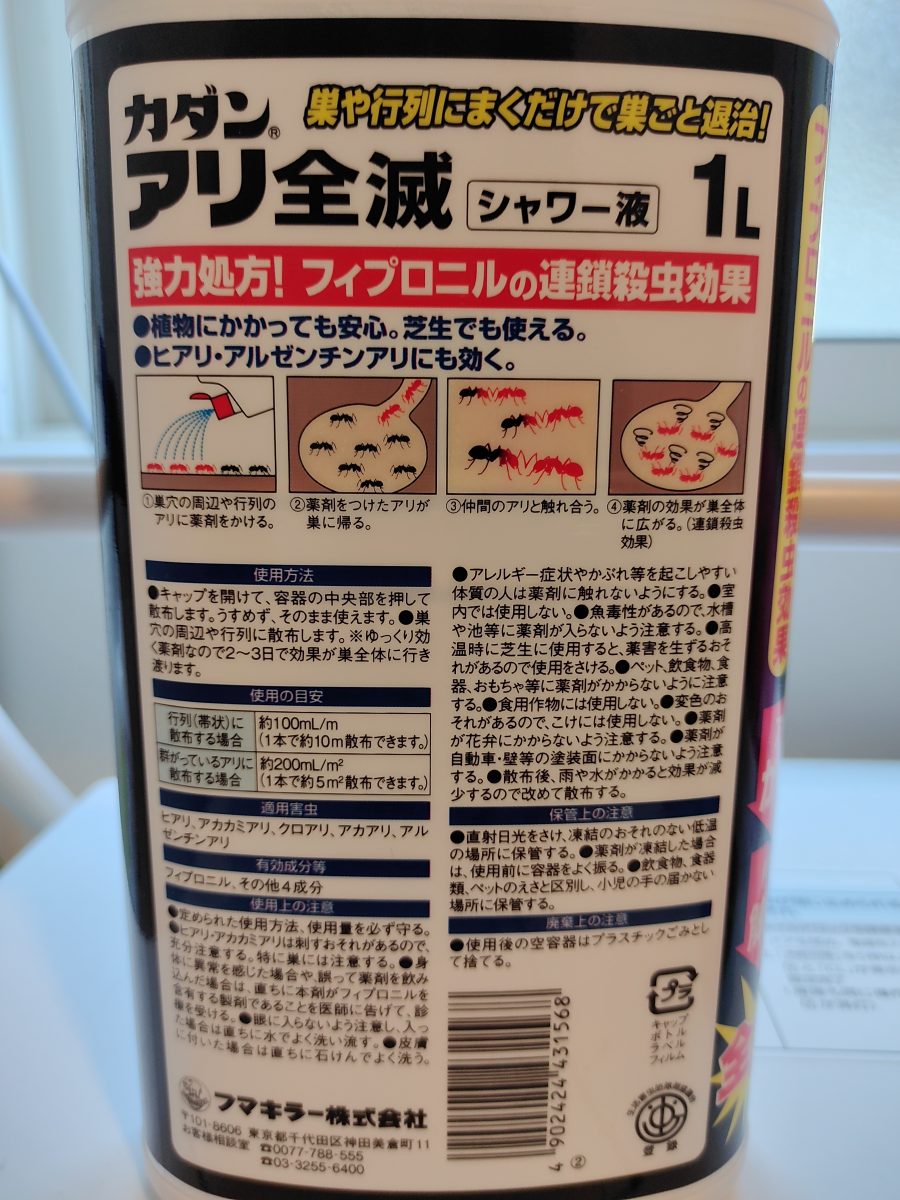 カダン® 巣や行列にまくだけで巣ごと退治!
アリ全滅 シャワー液 1L
強力処方! フィプロニルの連鎖殺虫効果
●植物にかかっても安心。芝生でも使える。
●ヒアリ・アルゼンチンアリにも効く。
①巣穴の周辺や行列の
アリに薬剤をかける。
②薬剤をつけたアリが
巣に帰る。
③仲間のアリと触れ合う。
④薬剤の効果が巣全体
に広がる。(連鎖殺虫
効果)
使用方法
●キャップを開けて、容器の中央部を押して
散布します。うすめず、そのまま使えます。●巣
穴の周辺や行列に散布します。※ゆっくり効
く薬剤なので2〜3日で効果が巣全体に行き
渡ります。
使用の目安
行列(帯状)に
散布する場合
約100mL/m
(1本で約10m散布できます。)
群がっているアリに
散布する場合
約200mL/m²
(1本で約5m²散布できます。)
適用害虫
ヒアリ、アカカミアリ、クロアリ、アカアリ、アル
ゼンチンアリ
有効成分等
フィプロニル、その他4成分
使用上の注意
●定められた使用方法、使用量を必ず守る。
●ヒアリ・アカカミアリは刺すおそれがあるので、
充分注意する。特に巣には注意する。●身
体に異常を感じた場合や、誤って薬剤を飲み
込んだ場合は、直ちに本剤がフィプロニルを
含有する製剤であることを医師に告げて、診
療を受ける。●眼に入らないよう注意し、入っ
た場合は直ちに水でよく洗い流す。●皮膚
に付いた場合は直ちに石けんでよく洗う。
●アレルギー症状やかぶれ等を起こしやすい
体質の人は薬剤に触れないようにする。●室
内では使用しない。●魚毒性があるので、水槽
や池等に薬剤が入らないよう注意する。●高
温時に芝生に使用すると、薬害を生ずるおそ
れがあるので使用をさける。●ペット、飲食物、食
器、おもちゃ等に薬剤がかからないように注意
する。●食用作物には使用しない。●変色のお
それがあるので、こけには使用しない。●薬剤
が花弁にかからないよう注意する。●薬剤が
自動車・壁等の塗装面にかからないよう注意
する。●散布後、雨や水がかかると効果が減
少するので改めて散布する。
保管上の注意
●直射日光をさけ、凍結のおそれのない低温
の場所に保管する。●薬剤が凍結した場合
は、使用前に容器をよく振る。●飲食物、食器
類、ペットのえさと区別し、小児の手の届かない
場所に保管する。
廃棄上の注意
●使用後の空容器はプラスチックごみとし
て捨てる。
フマキラー株式会社
〒101-8606 東京都千代田区神田美倉町11
お客様相談室 ☎0077-788-555
☎03-3255-6400
4 902424 431568
②
プラ
キャップ
ボトル
ラベル
フィルム
登録
フィプロニルの連鎖殺虫効果
全